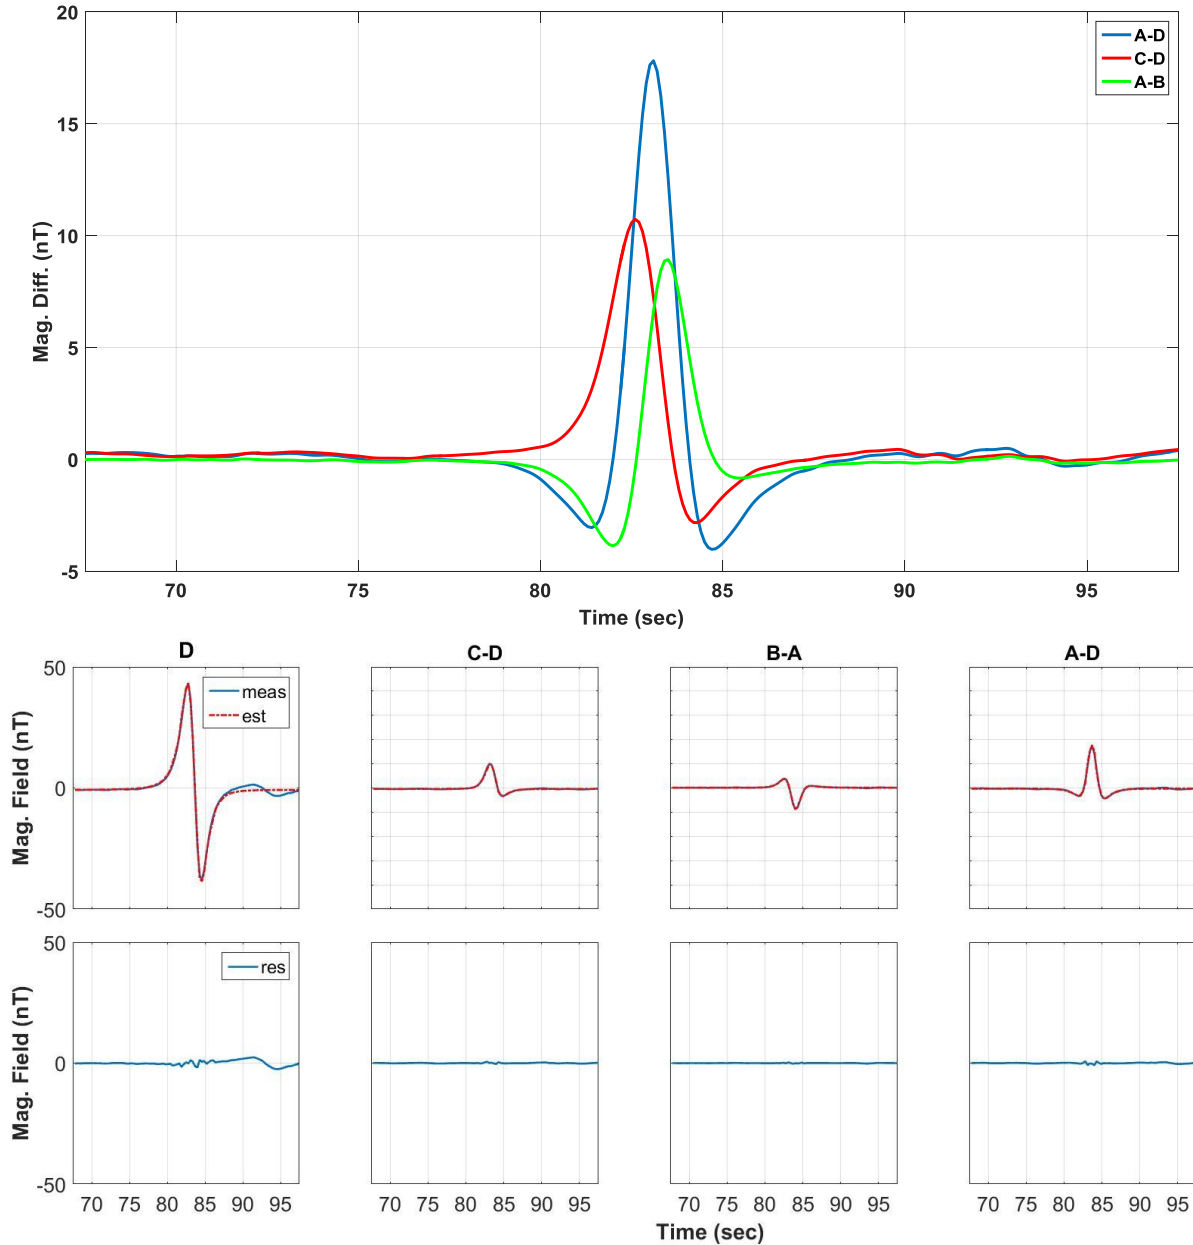 20
15
10
5
0
-5
Mag. Diff. (nT)
70 75 80 85 90 95
Time (sec)
A-D
C-D
A-B
D
C-D
B-A
A-D
50
0
-50
Mag. Field (nT)
meas
est
50
0
-50
Mag. Field (nT)
res
70 75 80 85 90 95
70 75 80 85 90 95
70 75 80 85 90 95
70 75 80 85 90 95
Time (sec)